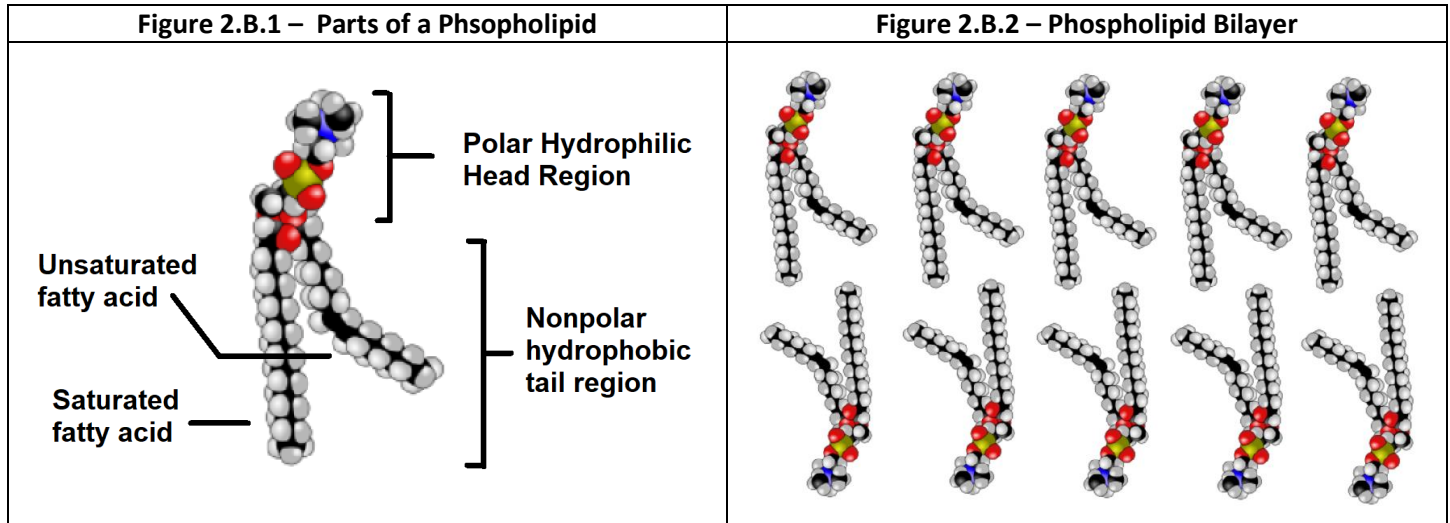 Figure 2.B.1 – Parts of a Phsopholipid
Figure 2.B.2 – Phospholipid Bilayer
Polar Hydrophilic
Head Region
Unsaturated
fatty acid
Nonpolar
hydrophobic
tail region
Saturated
fatty acid